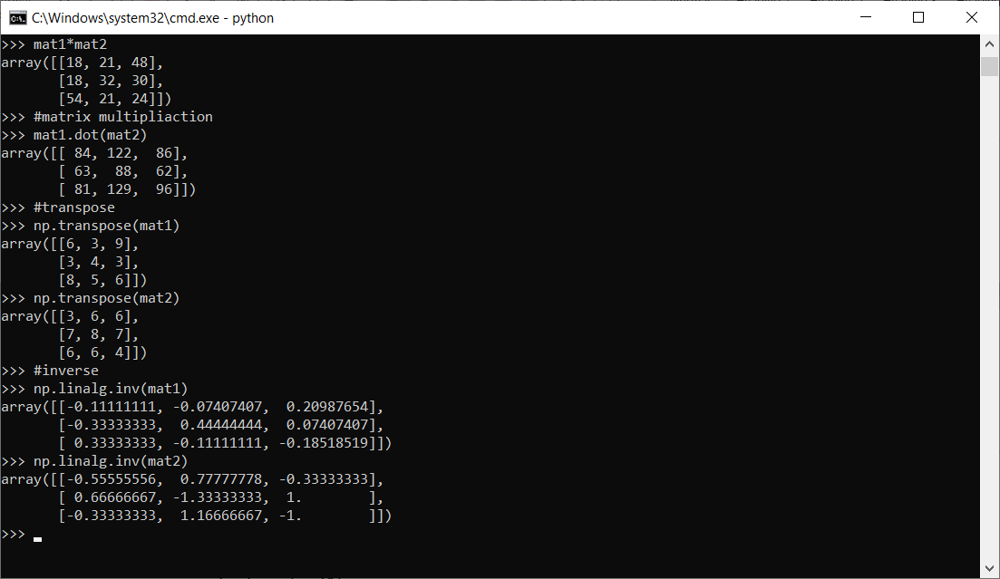 C:\Windows\system32\cmd.exe - python
>>> mat1*mat2
array([[18, 21, 48],
       [18, 32, 30],
       [54, 21, 24]])
>>> #matrix multipliaction
>>> mat1.dot(mat2)
array([[ 84, 122,  86],
       [ 63,  88,  62],
       [ 81, 129,  96]])
>>> #transpose
>>> np.transpose(mat1)
array([[6, 3, 9],
       [3, 4, 3],
       [8, 5, 6]])
>>> np.transpose(mat2)
array([[3, 6, 6],
       [7, 8, 7],
       [6, 6, 4]])
>>> #inverse
>>> np.linalg.inv(mat1)
array([[-0.11111111, -0.07407407,  0.20987654],
       [-0.33333333,  0.44444444,  0.07407407],
       [ 0.33333333, -0.11111111, -0.18518519]])
>>> np.linalg.inv(mat2)
array([[-0.55555556,  0.77777778, -0.33333333],
       [ 0.66666667, -1.33333333,  1.        ],
       [-0.33333333,  1.16666667, -1.        ]])
>>>